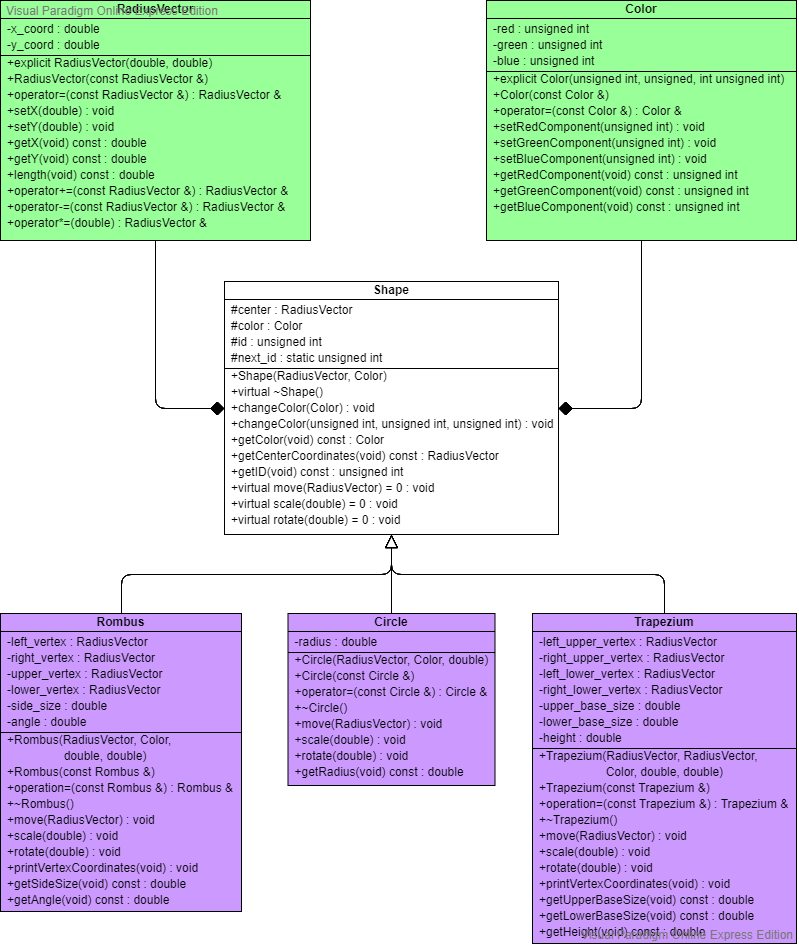 Visual Paradigm Online Express Edition
RadiusVector
-x_coord : double
-y_coord : double
+explicit RadiusVector(double, double)
+RadiusVector(const RadiusVector &)
+operator=(const RadiusVector &) : RadiusVector &
+setX(double) : void
+setY(double) : void
+getX(void) const : double
+getY(void) const : double
+length(void) const : double
+operator+=(const RadiusVector &) : RadiusVector &
+operator-=(const RadiusVector &) : RadiusVector &
+operator*=(double) : RadiusVector &
Color
-red : unsigned int
-green : unsigned int
-blue : unsigned int
+explicit Color(unsigned int, unsigned, int unsigned int)
+Color(const Color &)
+operator=(const Color &) : Color &
+setRedComponent(unsigned int) : void
+setGreenComponent(unsigned int) : void
+setBlueComponent(unsigned int) : void
+getRedComponent(void) const : unsigned int
+getGreenComponent(void) const : unsigned int
+getBlueComponent(void) const : unsigned int
Shape
#center : RadiusVector
#color : Color
#id : unsigned int
#next_id : static unsigned int
+Shape(RadiusVector, Color)
+virtual ~Shape()
+changeColor(Color) : void
+changeColor(unsigned int, unsigned int, unsigned int) : void
+getColor(void) const : Color
+getCenterCoordinates(void) const : RadiusVector
+getID(void) const : unsigned int
+virtual move(RadiusVector) = 0 : void
+virtual scale(double) = 0 : void
+virtual rotate(double) = 0 : void
Rombus
-left_vertex : RadiusVector
-right_vertex : RadiusVector
-upper_vertex : RadiusVector
-lower_vertex : RadiusVector
-side_size : double
-angle : double
+Rombus(RadiusVector, Color,
double, double)
+Rombus(const Rombus &)
+operation=(const Rombus &) : Rombus &
+~Rombus()
+move(RadiusVector) : void
+scale(double) : void
+rotate(double) : void
+printVertexCoordinates(void) : void
+getSideSize(void) const : double
+getAngle(void) const : double
Circle
-radius : double
+Circle(RadiusVector, Color, double)
+Circle(const Circle &)
+operator=(const Circle &) : Circle &
+~Circle()
+move(RadiusVector) : void
+scale(double) : void
+rotate(double) : void
+getRadius(void) const : double
Trapezium
-left_upper_vertex : RadiusVector
-right_upper_vertex : RadiusVector
-left_lower_vertex : RadiusVector
-right_lower_vertex : RadiusVector
-upper_base_size : double
-lower_base_size : double
-height : double
+Trapezium(RadiusVector, RadiusVector,
Color, double, double)
+Trapezium(const Trapezium &)
+operation=(const Trapezium &) : Trapezium &
+~Trapezium()
+move(RadiusVector) : void
+scale(double) : void
+rotate(double) : void
+printVertexCoordinates(void) : void
+getUpperBaseSize(void) const : double
+getLowerBaseSize(void) const : double
+getHeight(void) const : double
Visual Paradigm Online Express Edition